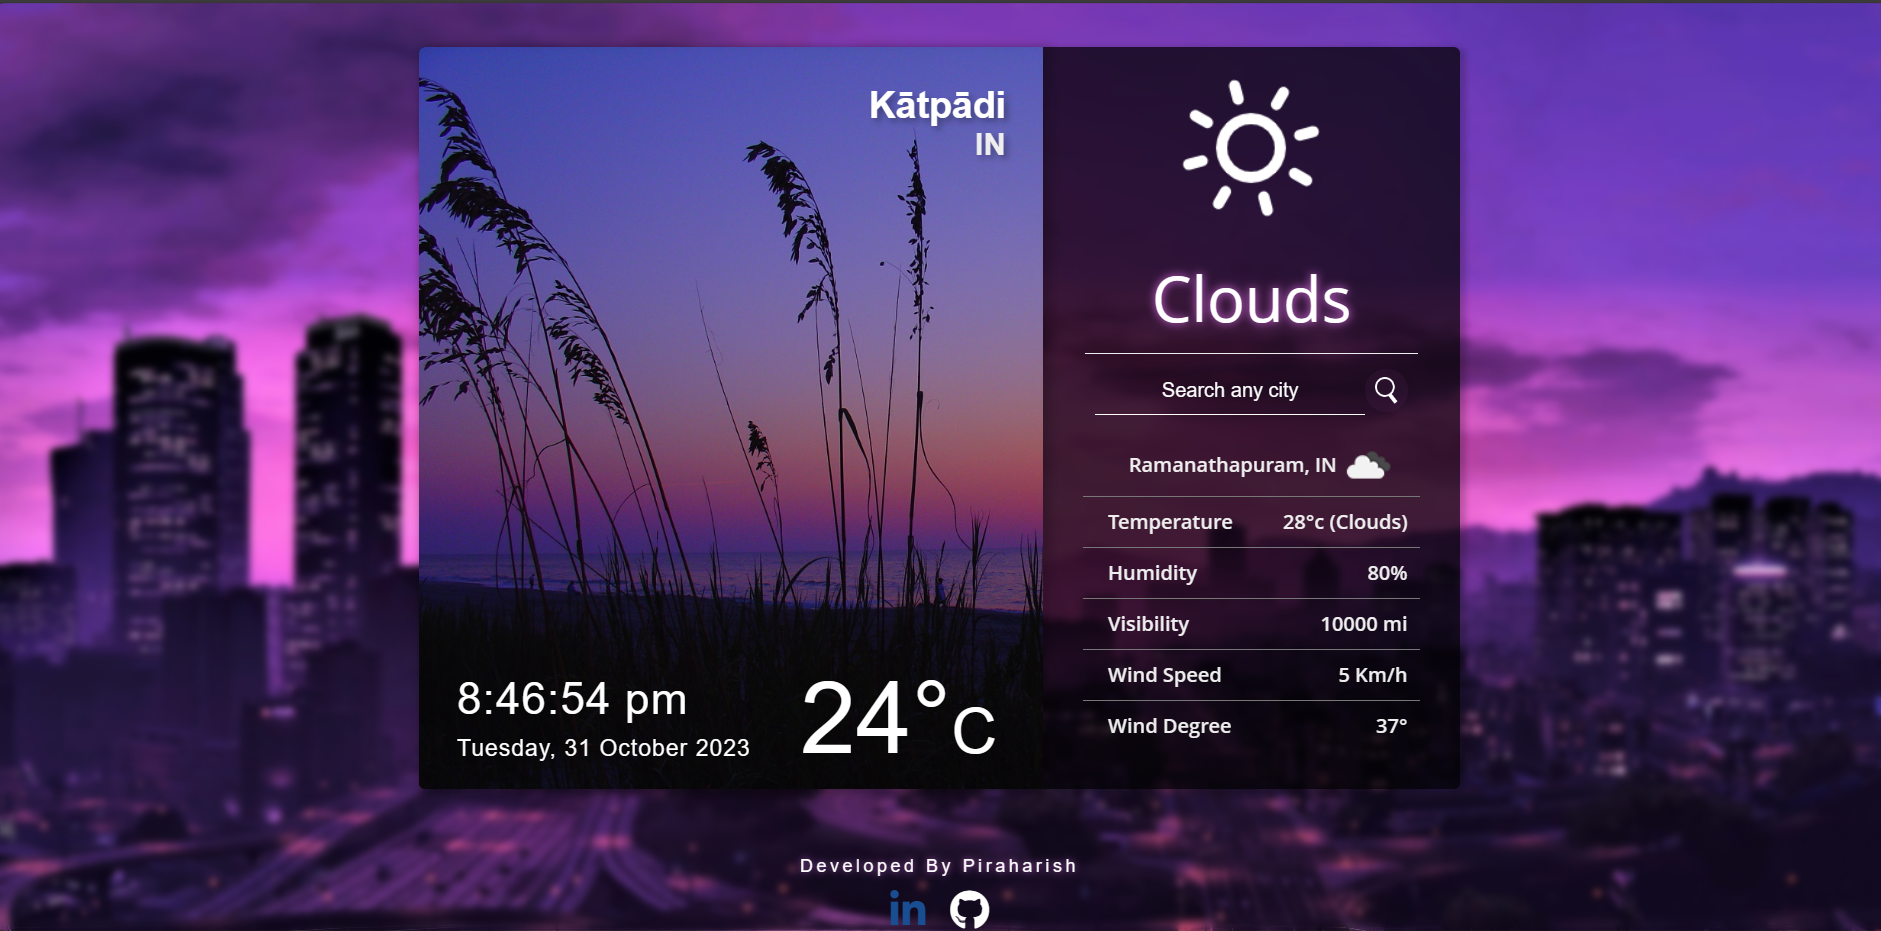 Kātpādi
IN
8:46:54 pm
Tuesday, 31 October 2023
24°C
Clouds
Search any city
Ramanathapuram, IN
Temperature 28°c (Clouds)
Humidity 80%
Visibility 10000 mi
Wind Speed 5 Km/h
Wind Degree 37°
Developed By Piraharish
in